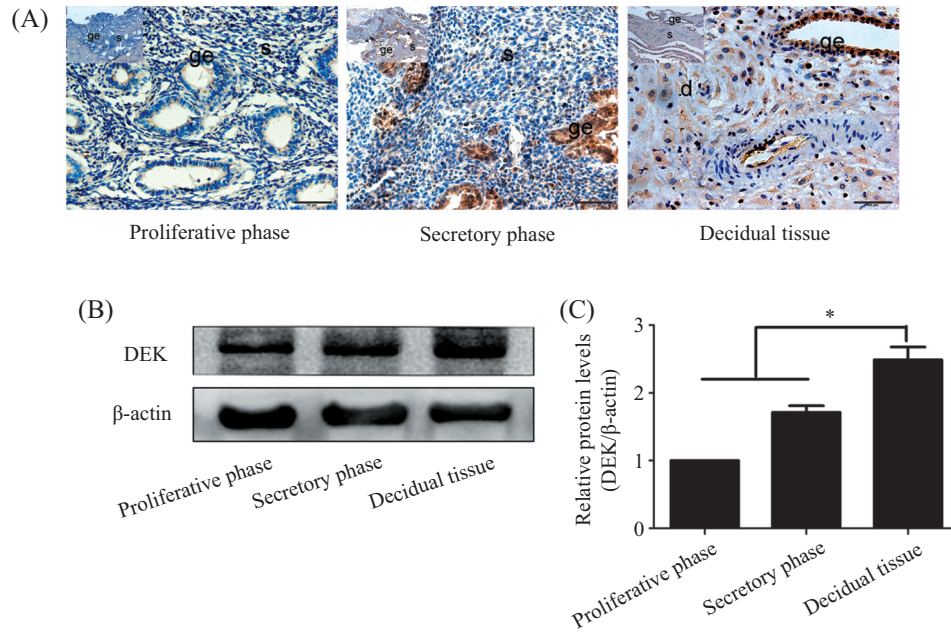 (A)
ge
s
ge
s
ge
s
s
ge
ge
s
ge
d
Proliferative phase
Secretory phase
Decidual tissue
(B)
DEK
β-actin
Proliferative phase
Secretory phase
Decidual tissue
(C)
*
Relative protein levels
(DEK/β-actin)
3
2
1
0
Proliferative phase
Secretory phase
Decidual tissue